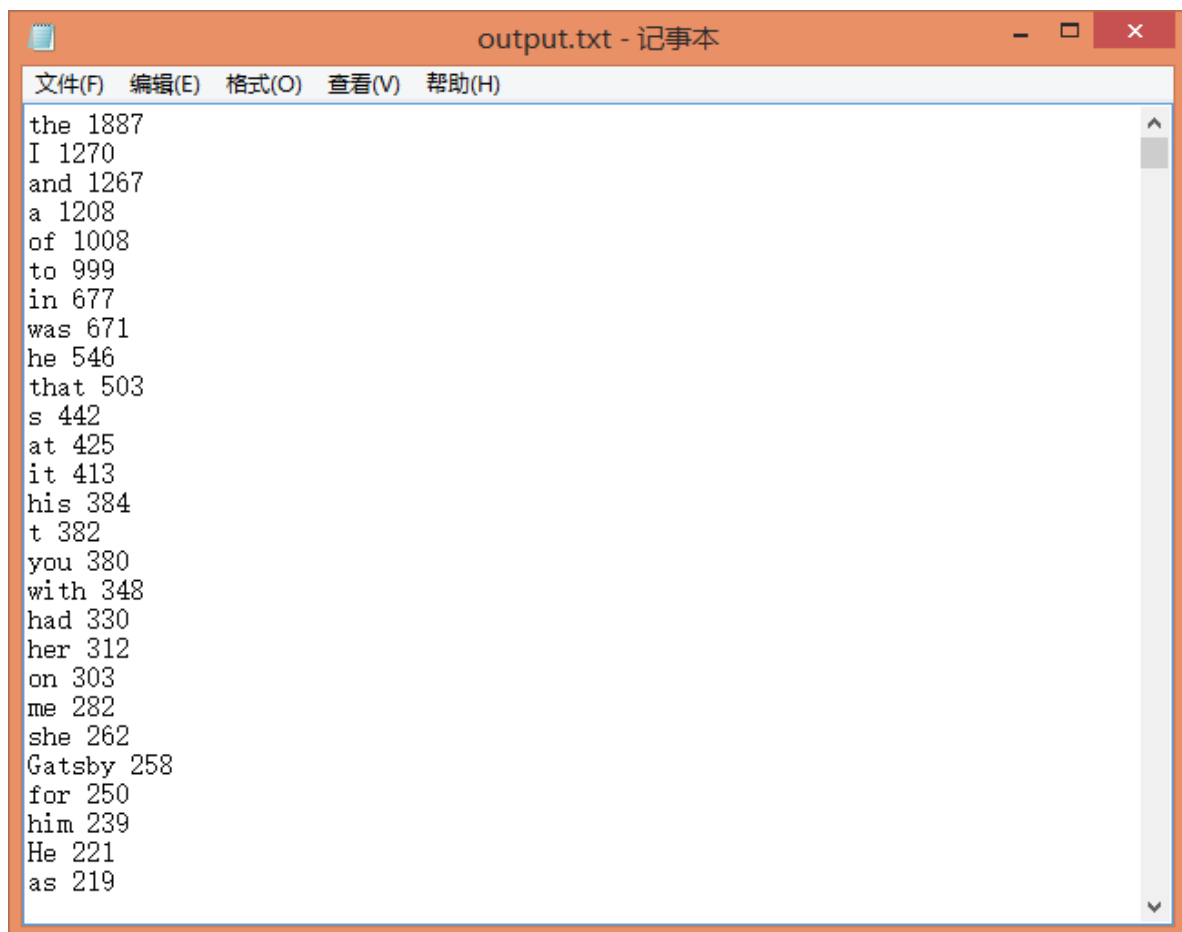 output.txt - 记事本
文件(F) 编辑(E) 格式(O) 查看(V) 帮助(H)
the 1887
I 1270
and 1267
a 1208
of 1008
to 999
in 677
was 671
he 546
that 503
s 442
at 425
it 413
his 384
t 382
you 380
with 348
had 330
her 312
on 303
me 282
she 262
Gatsby 258
for 250
him 239
He 221
as 219